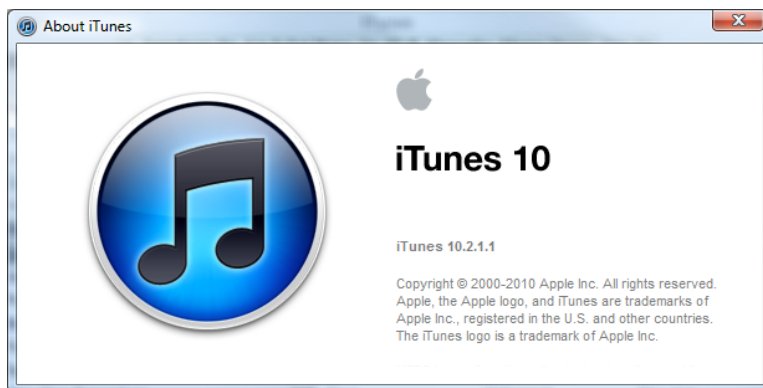 About iTunes
iTunes 10
iTunes 10.2.1.1
Copyright © 2000-2010 Apple Inc. All rights reserved.
Apple, the Apple logo, and iTunes are trademarks of
Apple Inc., registered in the U.S. and other countries.
The iTunes logo is a trademark of Apple Inc.